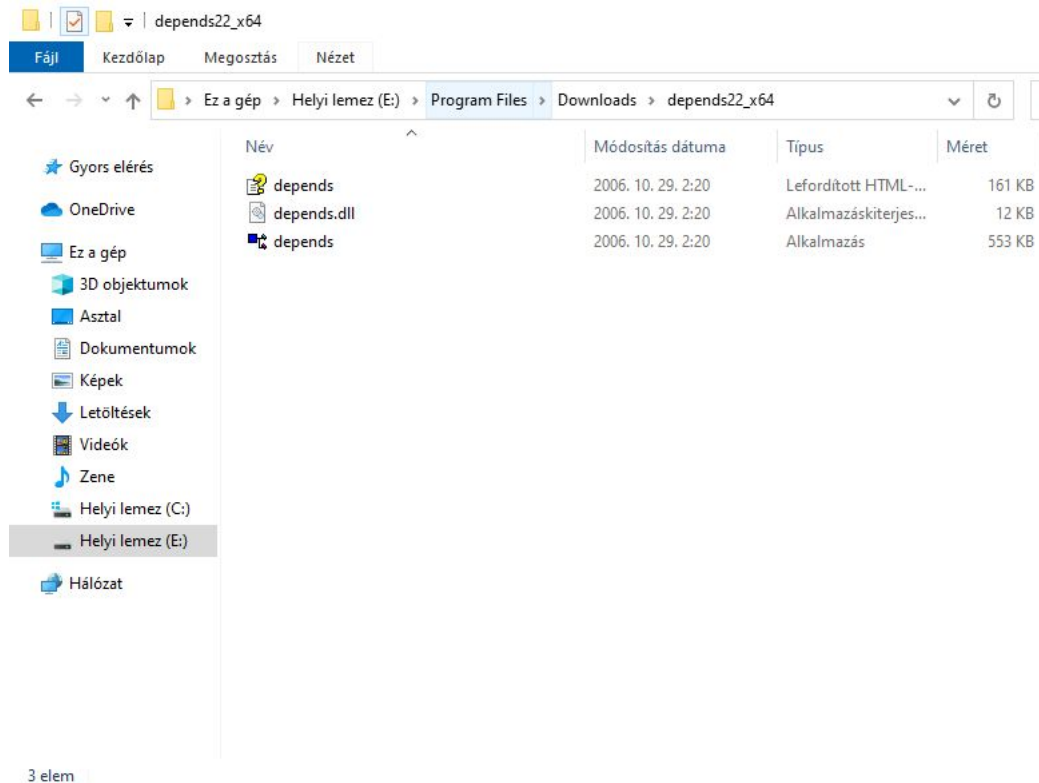 depends22_x64
Fájl Kezdőlap Megosztás Nézet
Ez a gép > Helyi lemez (E:) > Program Files > Downloads > depends22_x64
Név Módosítás dátuma Típus Méret
depends 2006. 10. 29. 2:20 Lefordított HTML-... 161 KB
depends.dll 2006. 10. 29. 2:20 Alkalmazáskiterjes... 12 KB
depends 2006. 10. 29. 2:20 Alkalmazás 553 KB
Gyors elérés
OneDrive
Ez a gép
3D objektumok
Asztal
Dokumentumok
Képek
Letöltések
Videók
Zene
Helyi lemez (C:)
Helyi lemez (E:)
Hálózat
3 elem